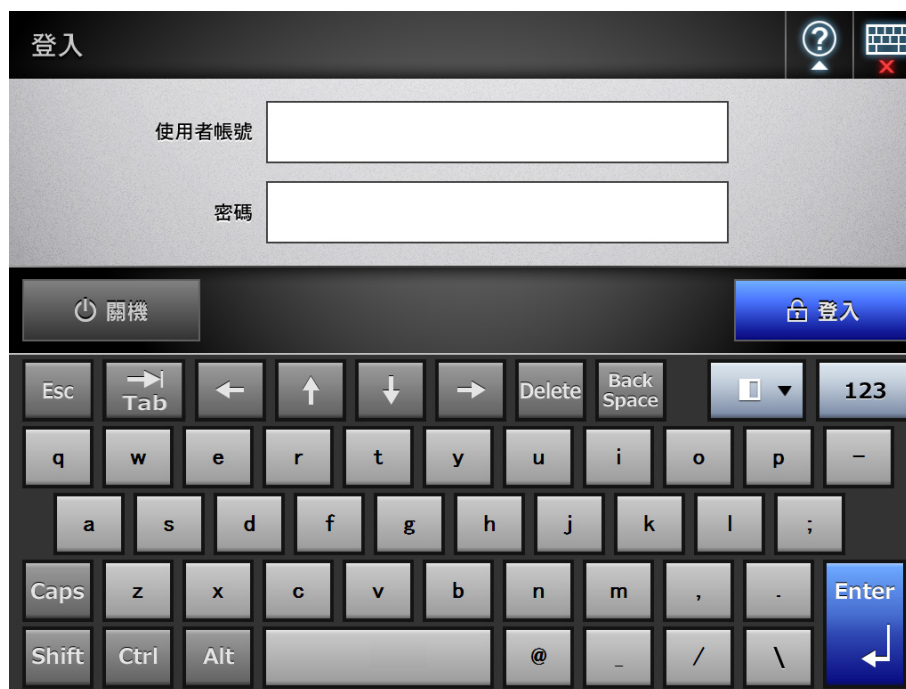 登入
?
使用者帳號
密碼
關機
登入
Esc Tab ← ↑ ↓ → Delete Back Space 123
q w e r t y u i o p -
a s d f g h j k l ;
Caps z x c v b n m , . Enter
Shift Ctrl Alt @ _ / \